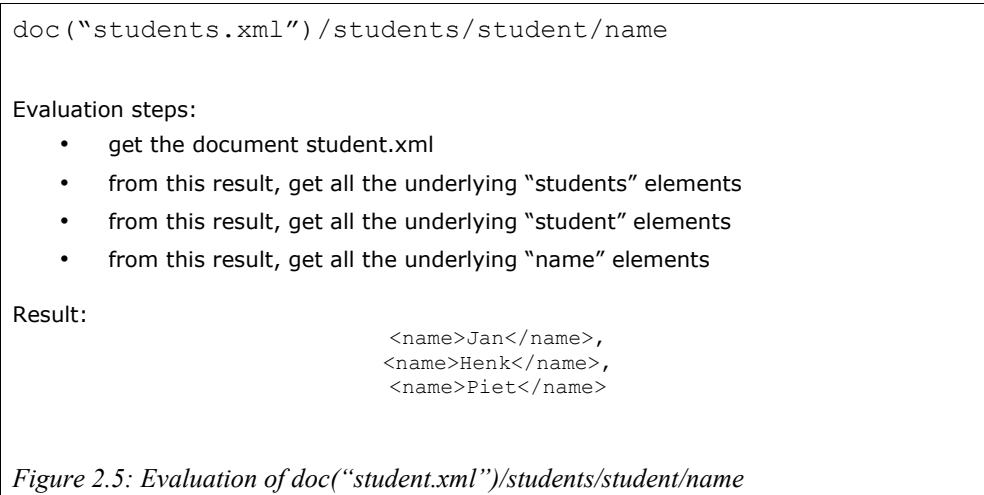 doc(“students.xml”)/students/student/name
Evaluation steps:
• get the document student.xml
• from this result, get all the underlying “students” elements
• from this result, get all the underlying “student” elements
• from this result, get all the underlying “name” elements
Result:
<name>Jan</name>,
<name>Henk</name>,
<name>Piet</name>
Figure 2.5: Evaluation of doc(“student.xml”)/students/student/name